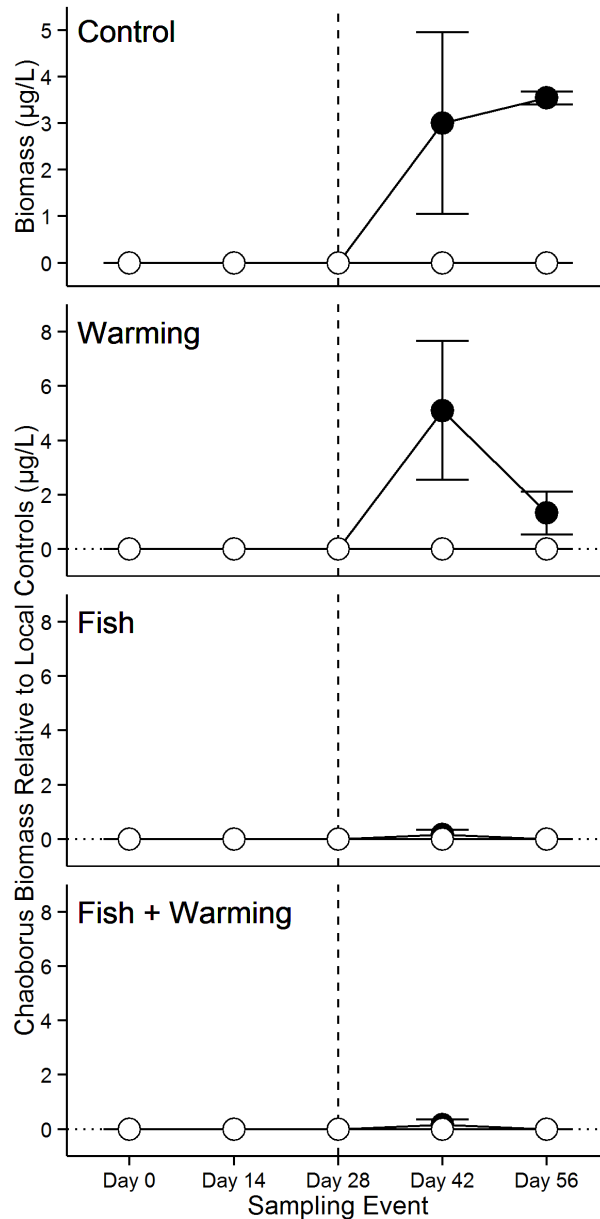 Control
Biomass (µg/L)
5
4
3
2
1
0
Warming
8
6
4
2
0
Chaoborus Biomass Relative to Local Controls (µg/L)
Fish
8
6
4
2
0
Fish + Warming
8
6
4
2
0
Day 0 Day 14 Day 28 Day 42 Day 56
Sampling Event